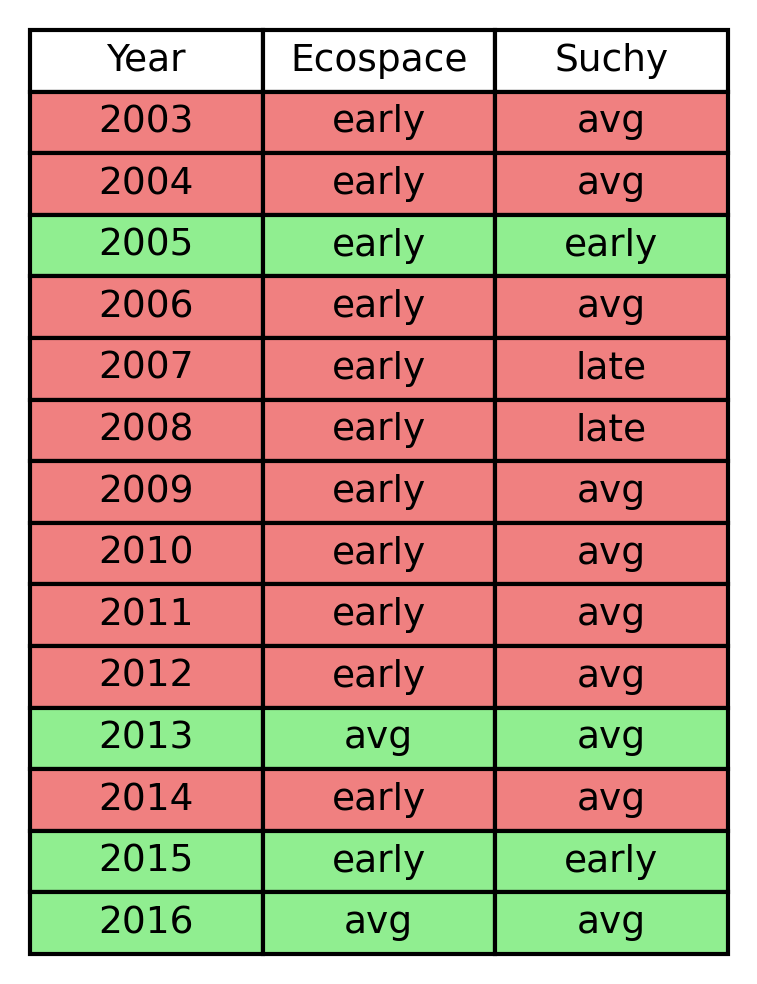 Year Ecospace Suchy
2003 early avg
2004 early avg
2005 early early
2006 early avg
2007 early late
2008 early late
2009 early avg
2010 early avg
2011 early avg
2012 early avg
2013 avg avg
2014 early avg
2015 early early
2016 avg avg